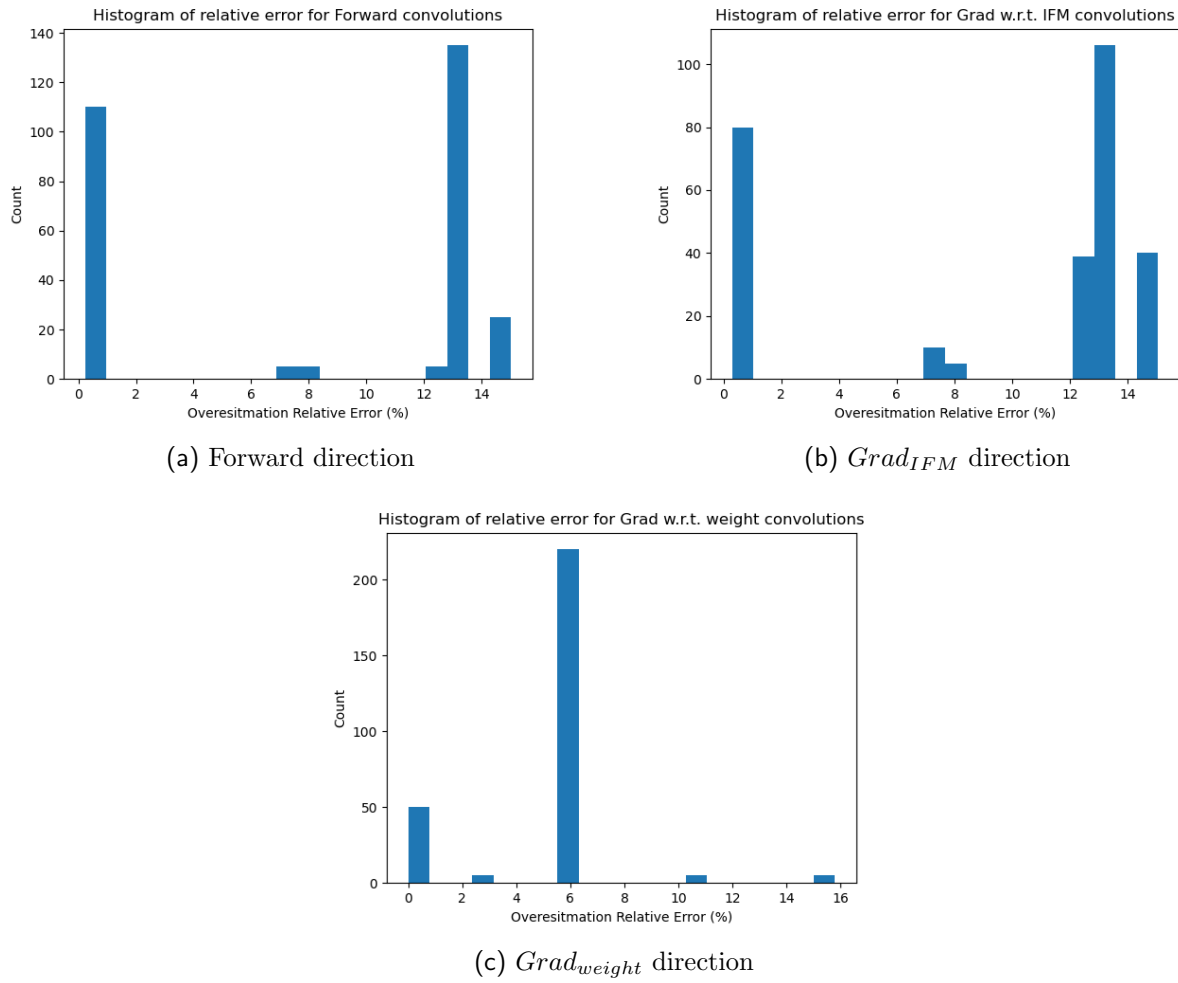 Histogram of relative error for Forward convolutions
140
120
100
80
60
40
20
0
Count
0 2 4 6 8 10 12 14
Overesitmation Relative Error (%)
(a) Forward direction
Histogram of relative error for Grad w.r.t. IFM convolutions
100
80
60
40
20
0
Count
0 2 4 6 8 10 12 14
Overesitmation Relative Error (%)
(b) Grad_{IFM} direction
Histogram of relative error for Grad w.r.t. weight convolutions
200
150
100
50
0
Count
0 2 4 6 8 10 12 14 16
Overesitmation Relative Error (%)
(c) Grad_{weight} direction